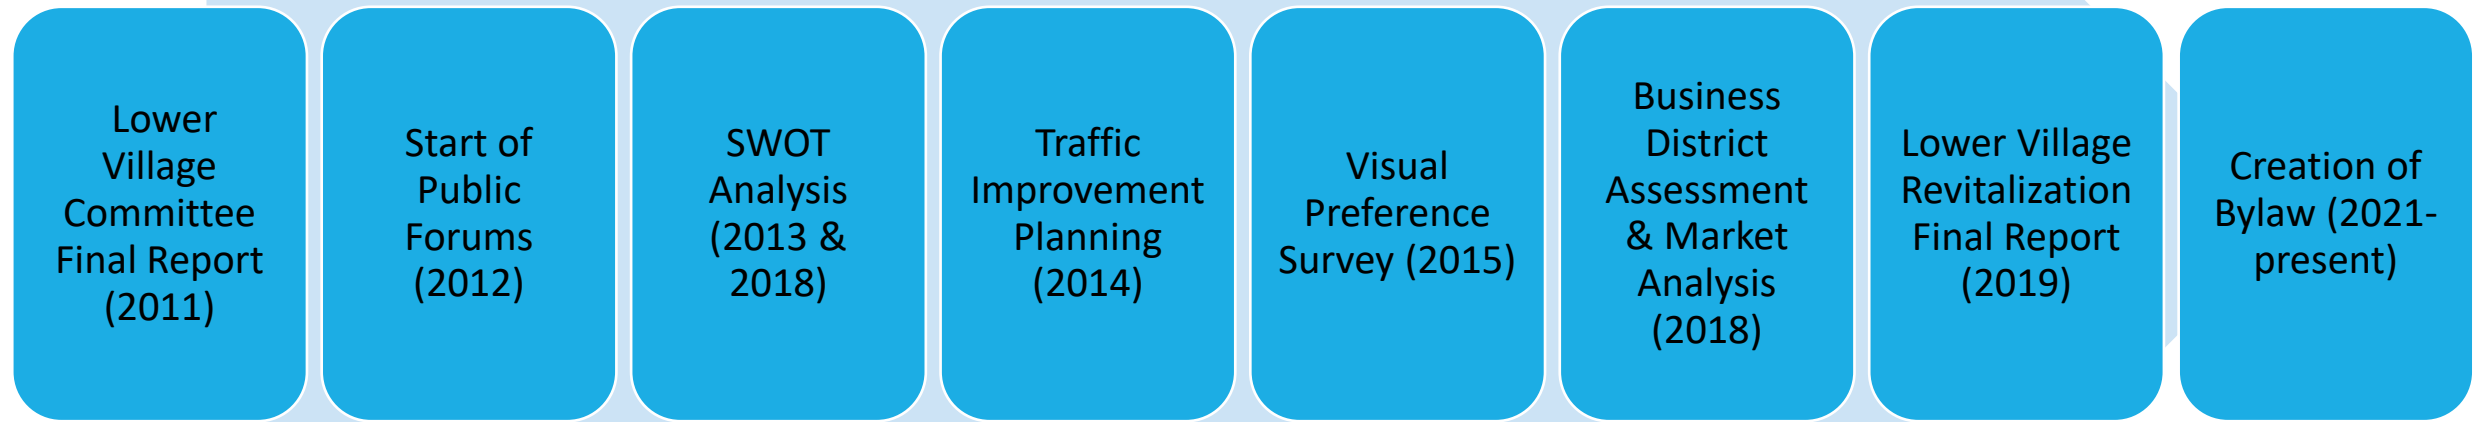 Lower
Village
Committee
Final Report
(2011)
Start of
Public
Forums
(2012)
SWOT
Analysis
(2013 &
2018)
Traffic
Improvement
Planning
(2014)
Visual
Preference
Survey (2015)
Business
District
Assessment
& Market
Analysis
(2018)
Lower Village
Revitalization
Final Report
(2019)
Creation of
Bylaw (2021-
present)